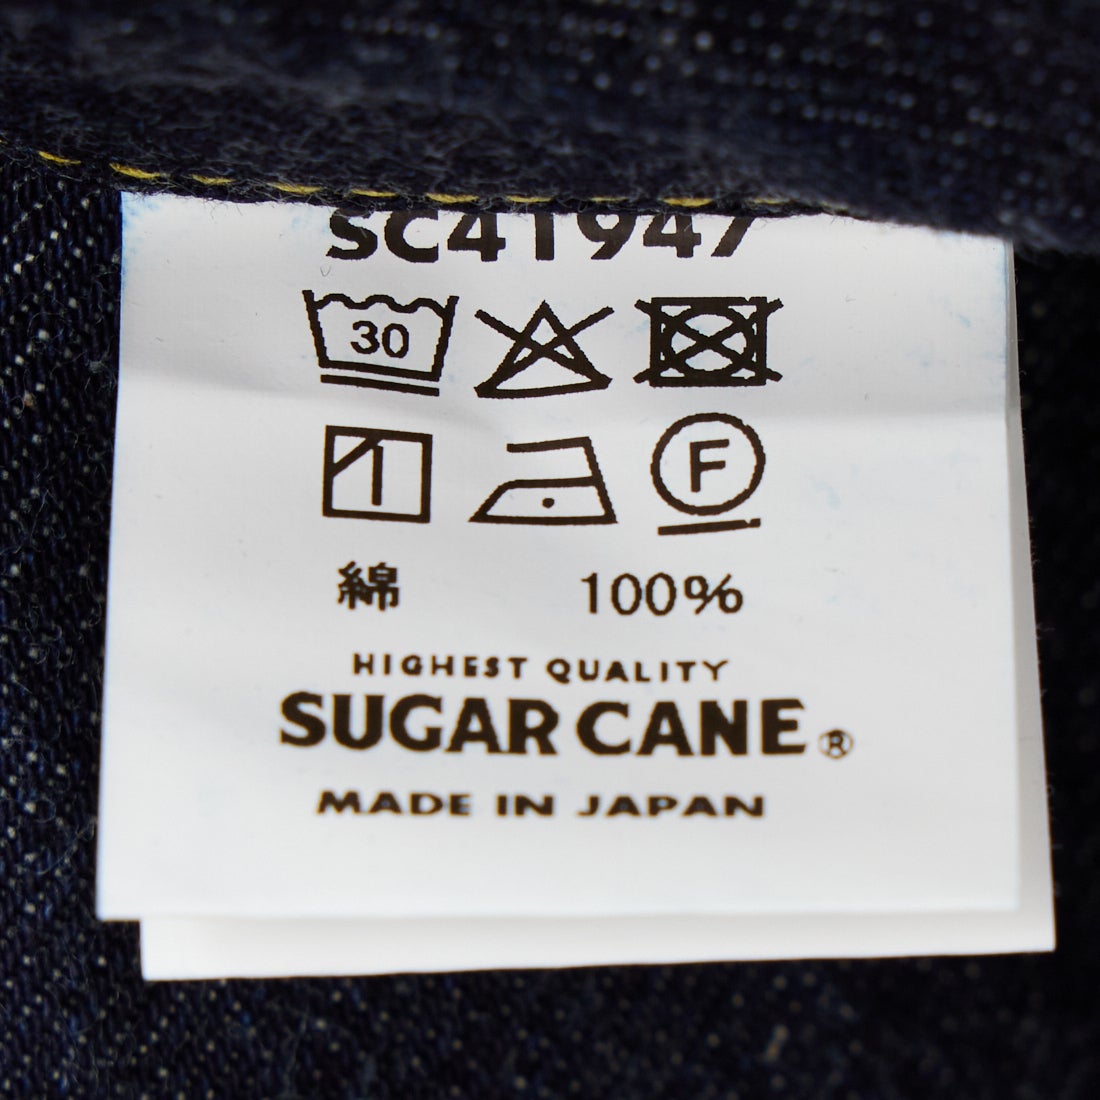 SC41947
30
F
綿 100%
HIGHEST QUALITY
SUGAR CANE®
MADE IN JAPAN